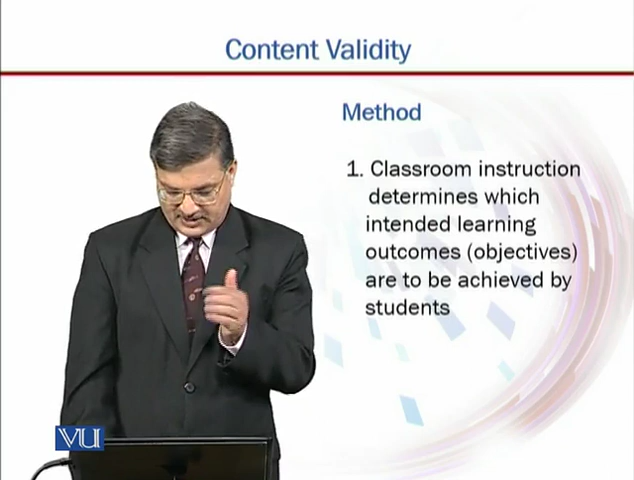 Content Validity
Method
1. Classroom instruction
determines which
intended learning
outcomes (objectives)
are to be achieved by
students
VU